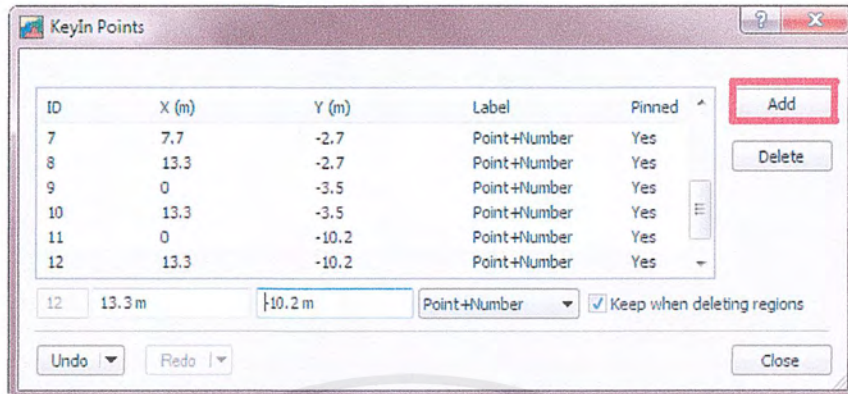 KeyIn Points
ID X (m) Y (m) Label Pinned
7 7.7 -2.7 Point+Number Yes
8 13.3 -2.7 Point+Number Yes
9 0 -3.5 Point+Number Yes
10 13.3 -3.5 Point+Number Yes
11 0 -10.2 Point+Number Yes
12 13.3 -10.2 Point+Number Yes
Add
Delete
12 13.3 m -10.2 m Point+Number Keep when deleting regions
Undo Redo Close